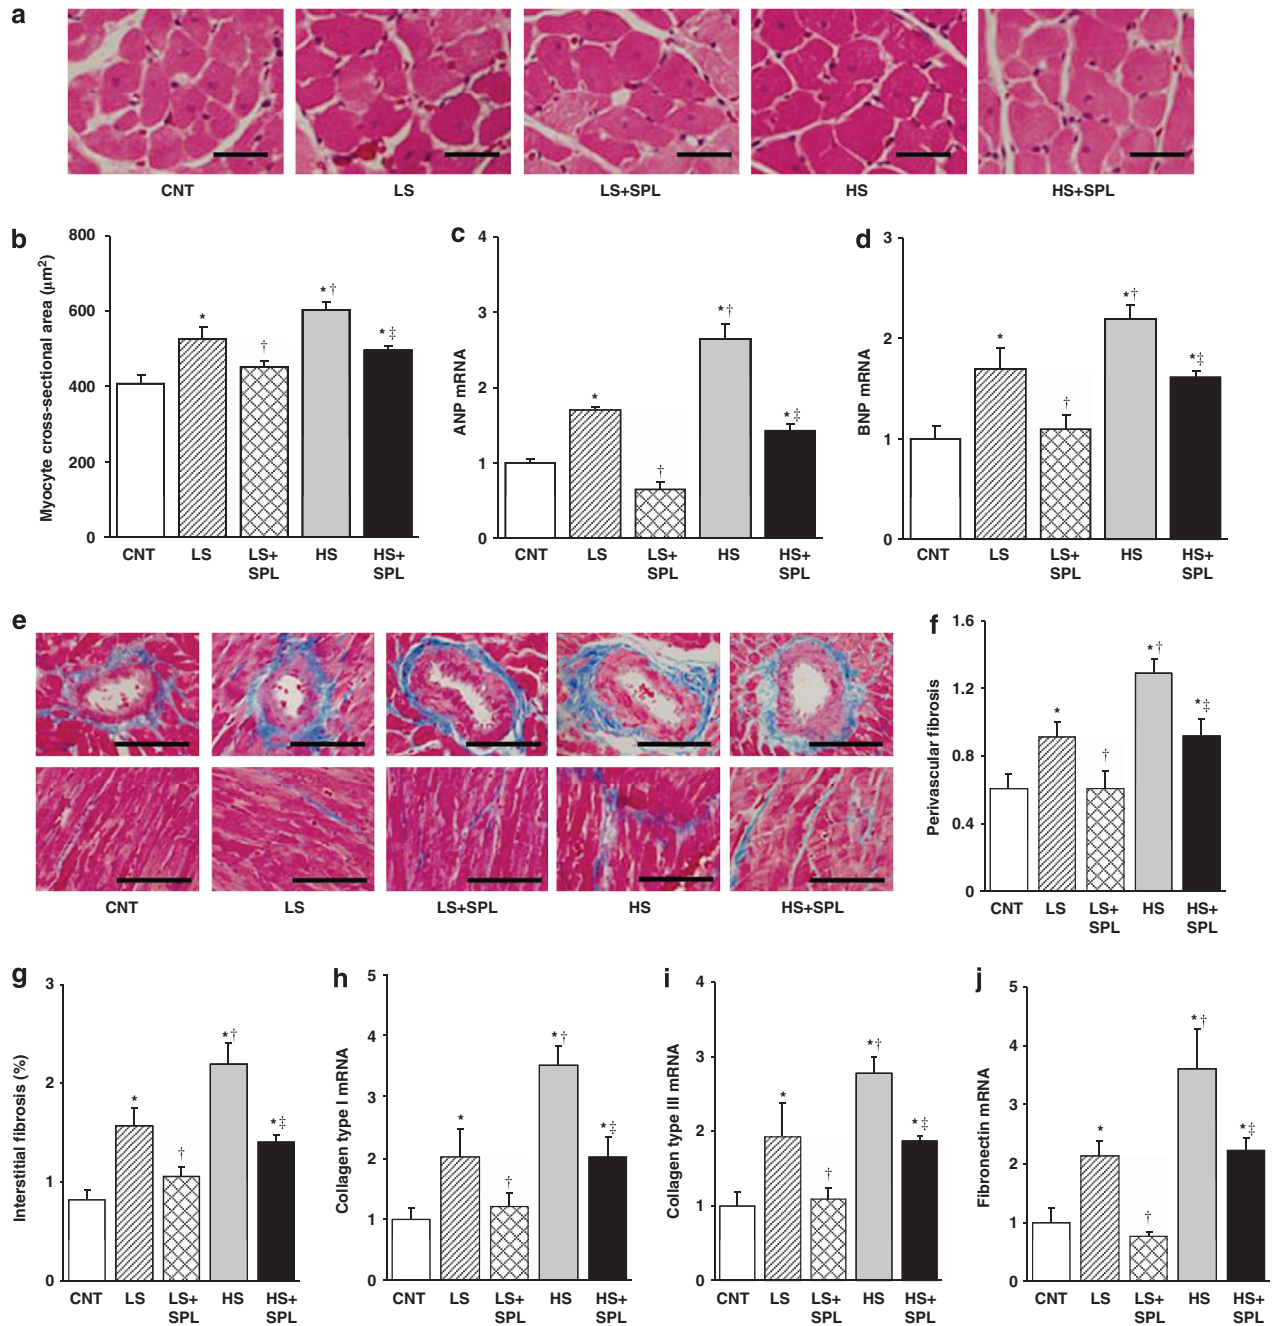 a
CNT
LS
LS+SPL
HS
HS+SPL
b
Myocyte cross-sectional area (µm²)
800
600
400
200
0
*
†
*†
*‡
CNT
LS
LS+
SPL
HS
HS+
SPL
c
ANP mRNA
4
3
2
1
0
*
†
*†
*‡
CNT
LS
LS+
SPL
HS
HS+
SPL
d
BNP mRNA
3
2
1
0
*
†
*†
*‡
CNT
LS
LS+
SPL
HS
HS+
SPL
e
CNT
LS
LS+SPL
HS
HS+SPL
f
Perivascular fibrosis
1.6
1.2
0.8
0.4
0
*
†
*†
*‡
CNT
LS
LS+
SPL
HS
HS+
SPL
g
Interstitial fibrosis (%)
3
2
1
0
*
†
*†
*‡
CNT
LS
LS+
SPL
HS
HS+
SPL
h
Collagen type I mRNA
5
4
3
2
1
0
*
†
*†
*‡
CNT
LS
LS+
SPL
HS
HS+
SPL
i
Collagen type III mRNA
4
3
2
1
0
*
†
*†
*‡
CNT
LS
LS+
SPL
HS
HS+
SPL
j
Fibronectin mRNA
5
4
3
2
1
0
*
†
*†
*‡
CNT
LS
LS+
SPL
HS
HS+
SPL